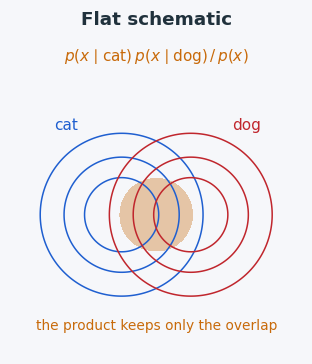 Flat schematic
p(x | cat) p(x | dog) / p(x)
cat
dog
the product keeps only the overlap